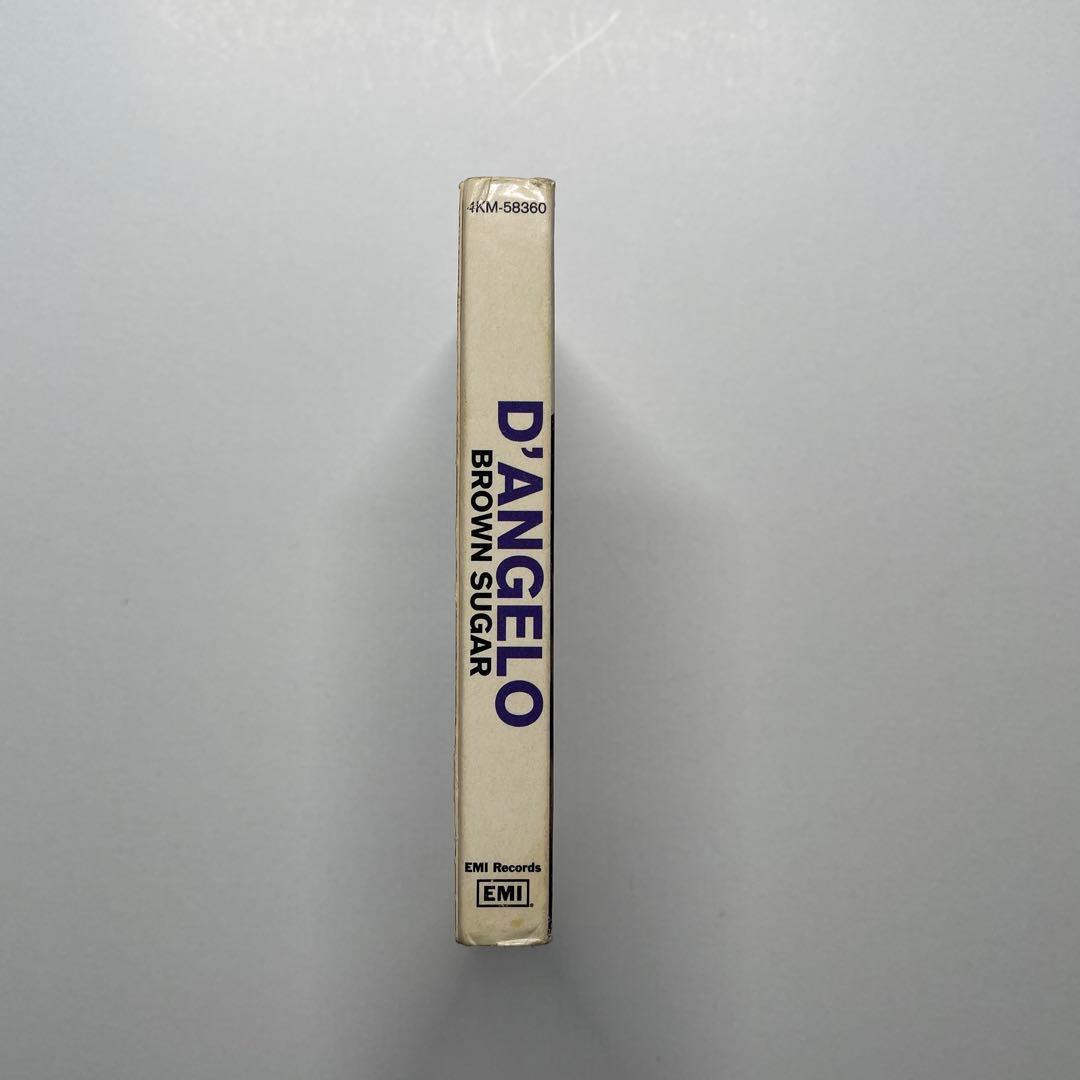 4KM-58360
D'ANGELO
BROWN SUGAR
EMI Records
EMI